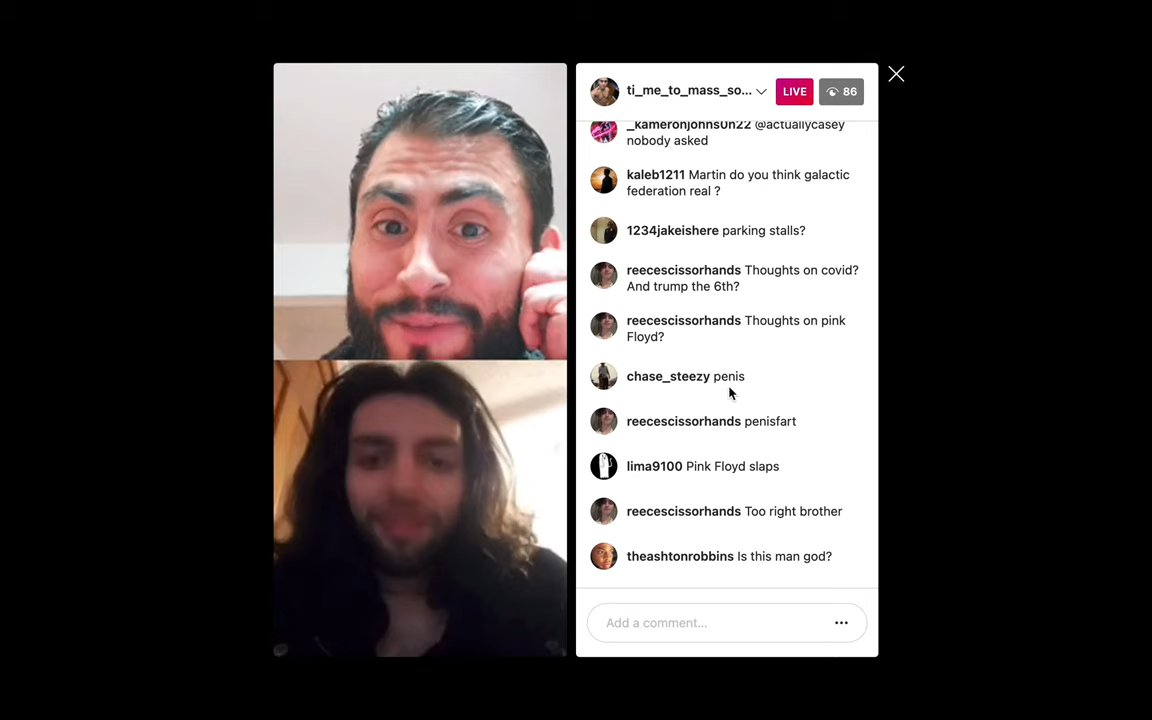 ti_me_to_mass_so...
LIVE
86
_kameronjohns0n22 @actuallycasey
nobody asked
kaleb1211 Martin do you think galactic
federation real ?
1234jakeishere parking stalls?
reecescissorhands Thoughts on covid?
And trump the 6th?
reecescissorhands Thoughts on pink
Floyd?
chase_steezy penis
reecescissorhands penisfart
lima9100 Pink Floyd slaps
reecescissorhands Too right brother
theashtonrobbins Is this man god?
Add a comment...